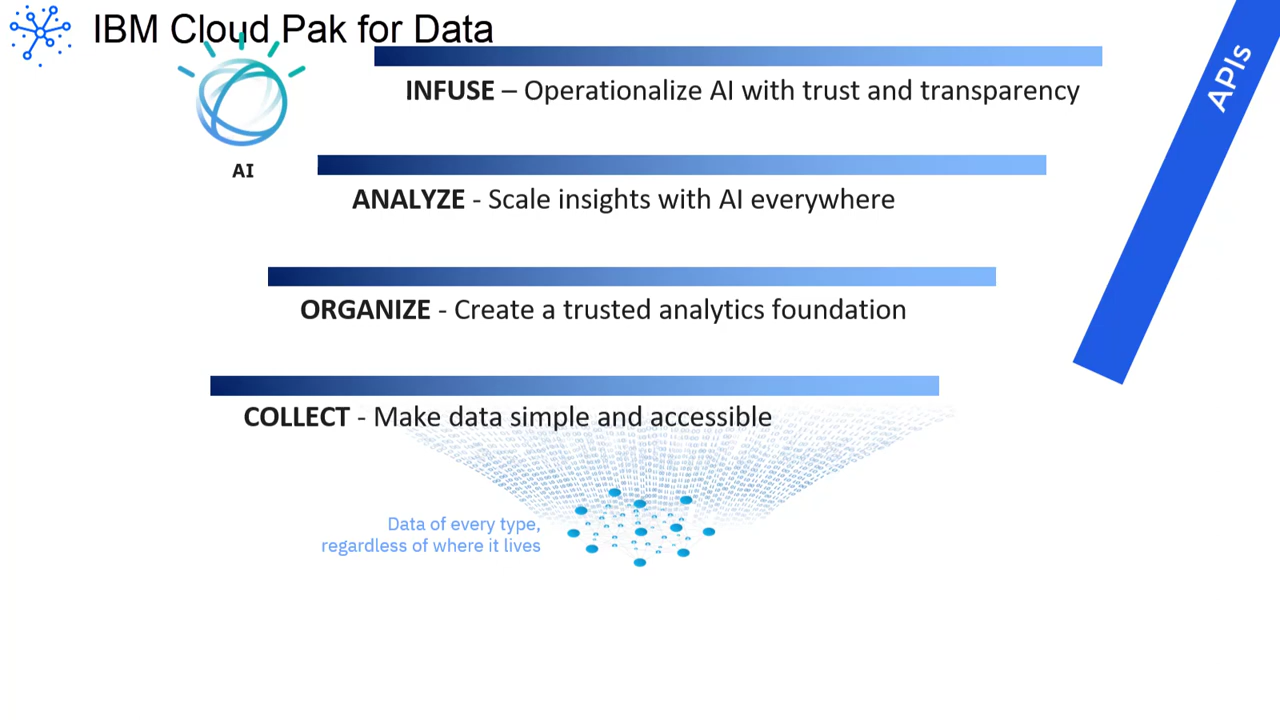 IBM Cloud Pak for Data
INFUSE – Operationalize AI with trust and transparency
APIs
AI
ANALYZE - Scale insights with AI everywhere
ORGANIZE - Create a trusted analytics foundation
COLLECT - Make data simple and accessible
Data of every type,
regardless of where it lives